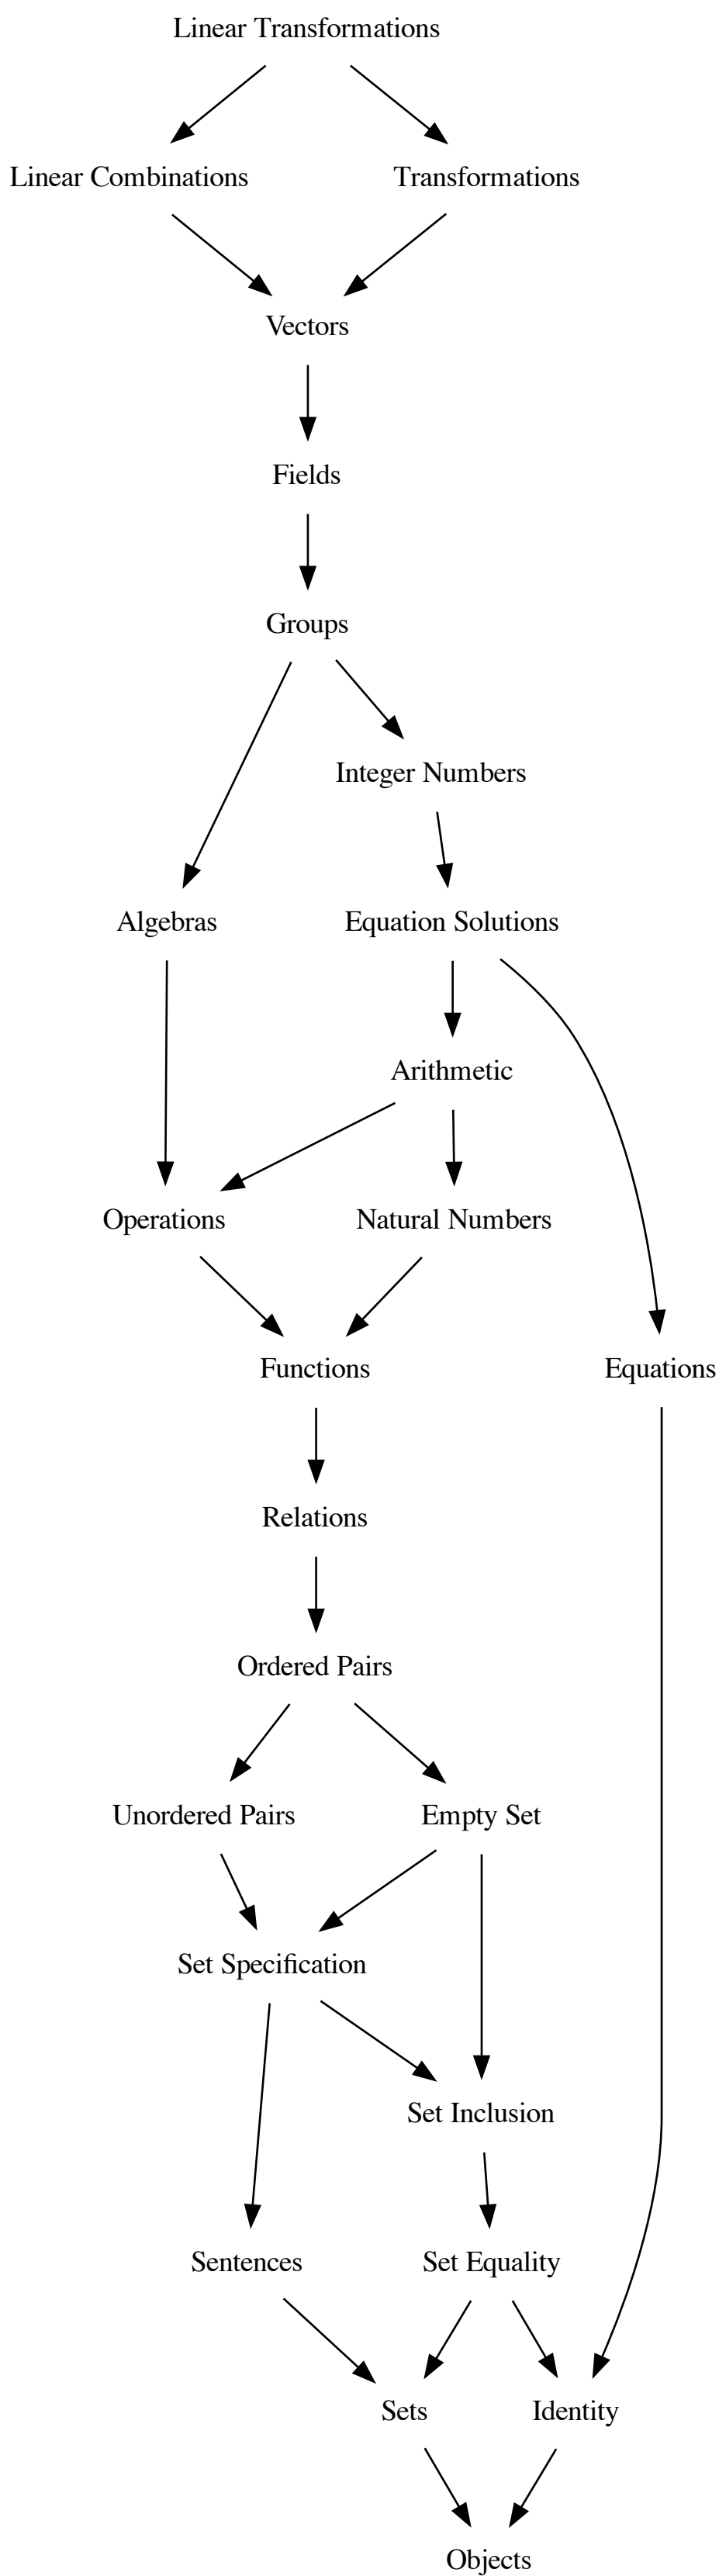 Linear Transformations
Linear Combinations
Transformations
Vectors
Fields
Groups
Integer Numbers
Algebras
Equation Solutions
Arithmetic
Operations
Natural Numbers
Functions
Equations
Relations
Ordered Pairs
Unordered Pairs
Empty Set
Set Specification
Set Inclusion
Sentences
Set Equality
Sets
Identity
Objects